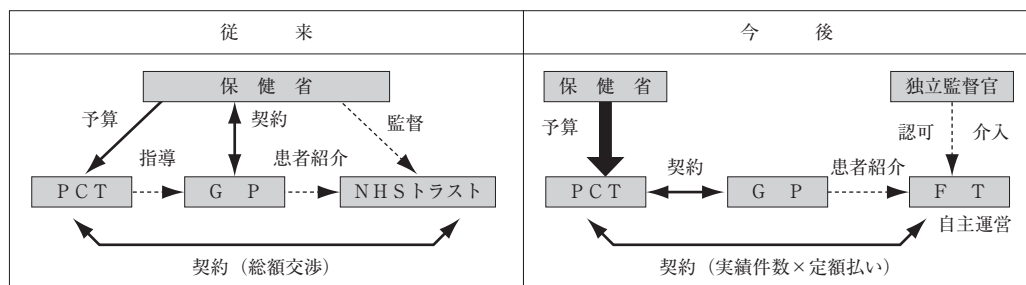 従来
今後
保健省
予算
契約
監督
指導
患者紹介
PCT
GP
NHSトラスト
契約（総額交渉）
保健省
独立監督官
予算
認可
介入
契約
患者紹介
PCT
GP
FT
自主運営
契約（実績件数×定額払い）